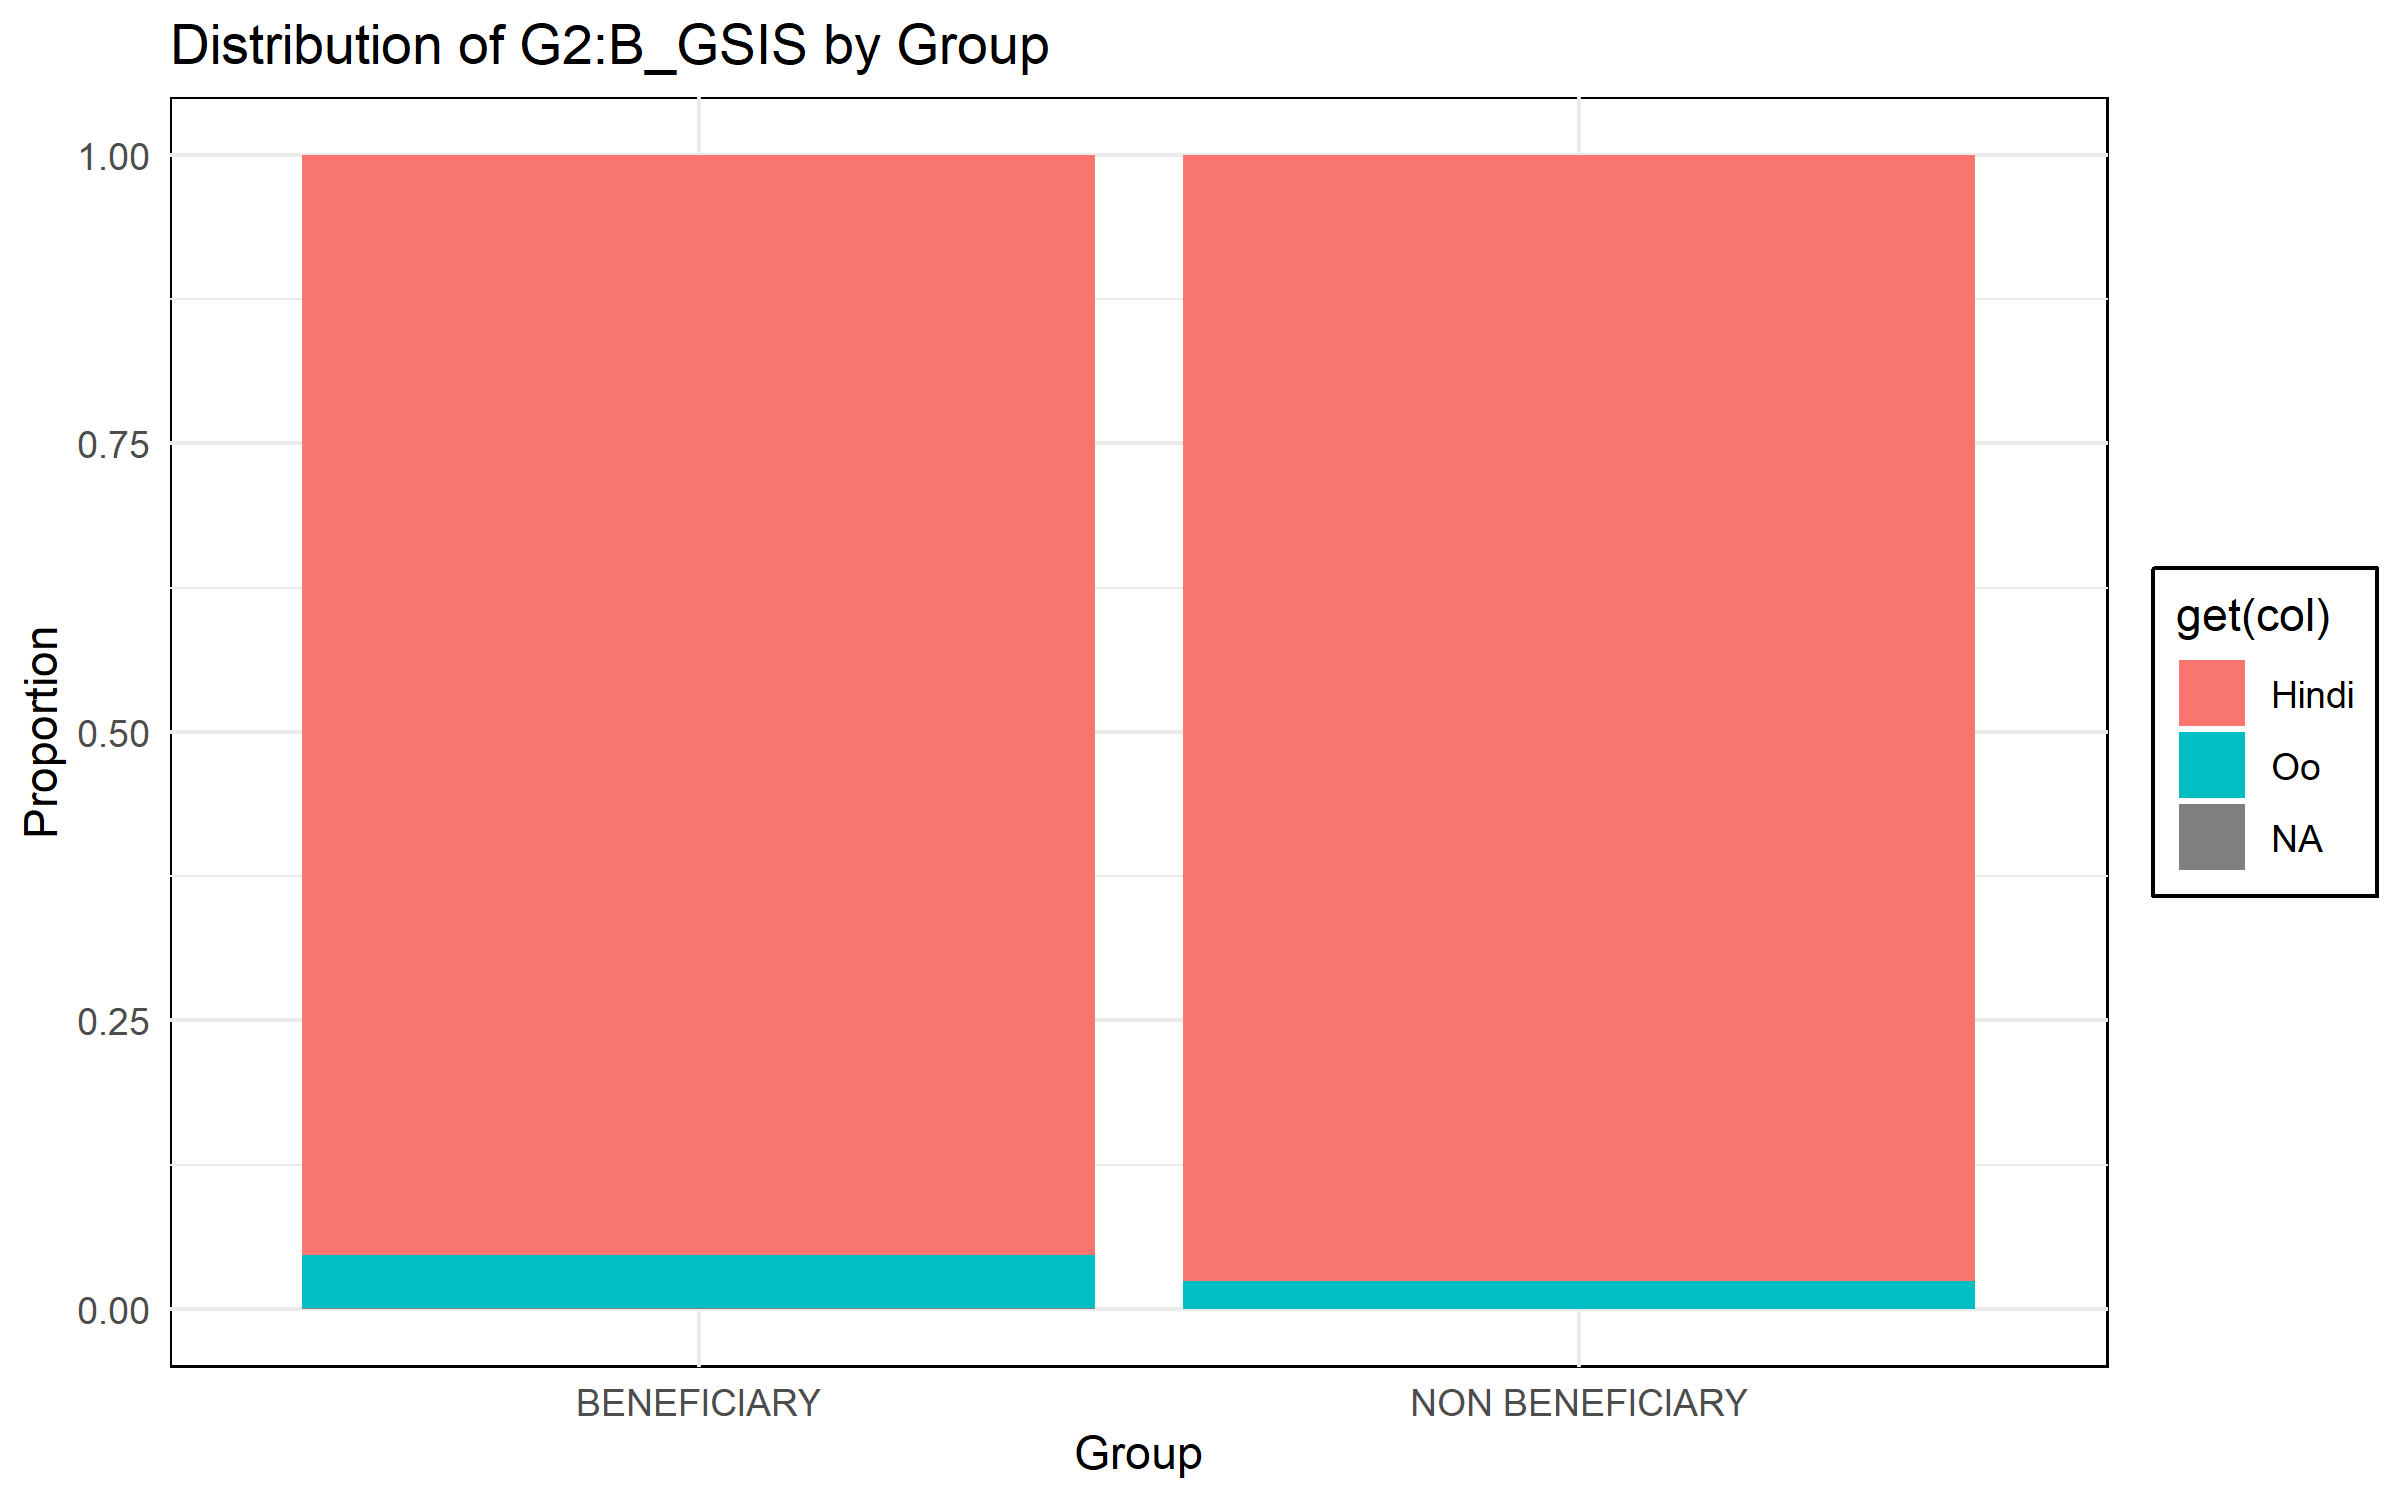 Distribution of G2:B_GSIS by Group
Proportion
1.00
0.75
0.50
0.25
0.00
BENEFICIARY
NON BENEFICIARY
Group
get(col)
Hindi
Oo
NA